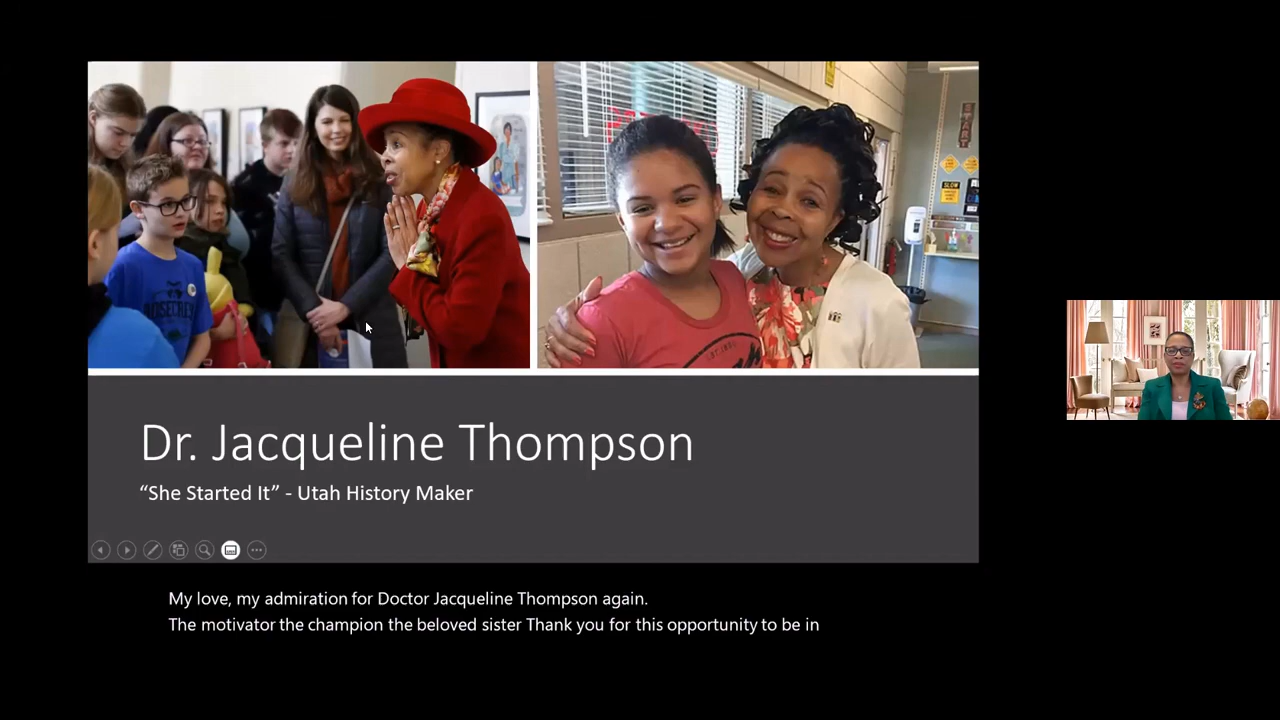 SLOW
Dr. Jacqueline Thompson
“She Started It” - Utah History Maker
My love, my admiration for Doctor Jacqueline Thompson again.
The motivator the champion the beloved sister Thank you for this opportunity to be in